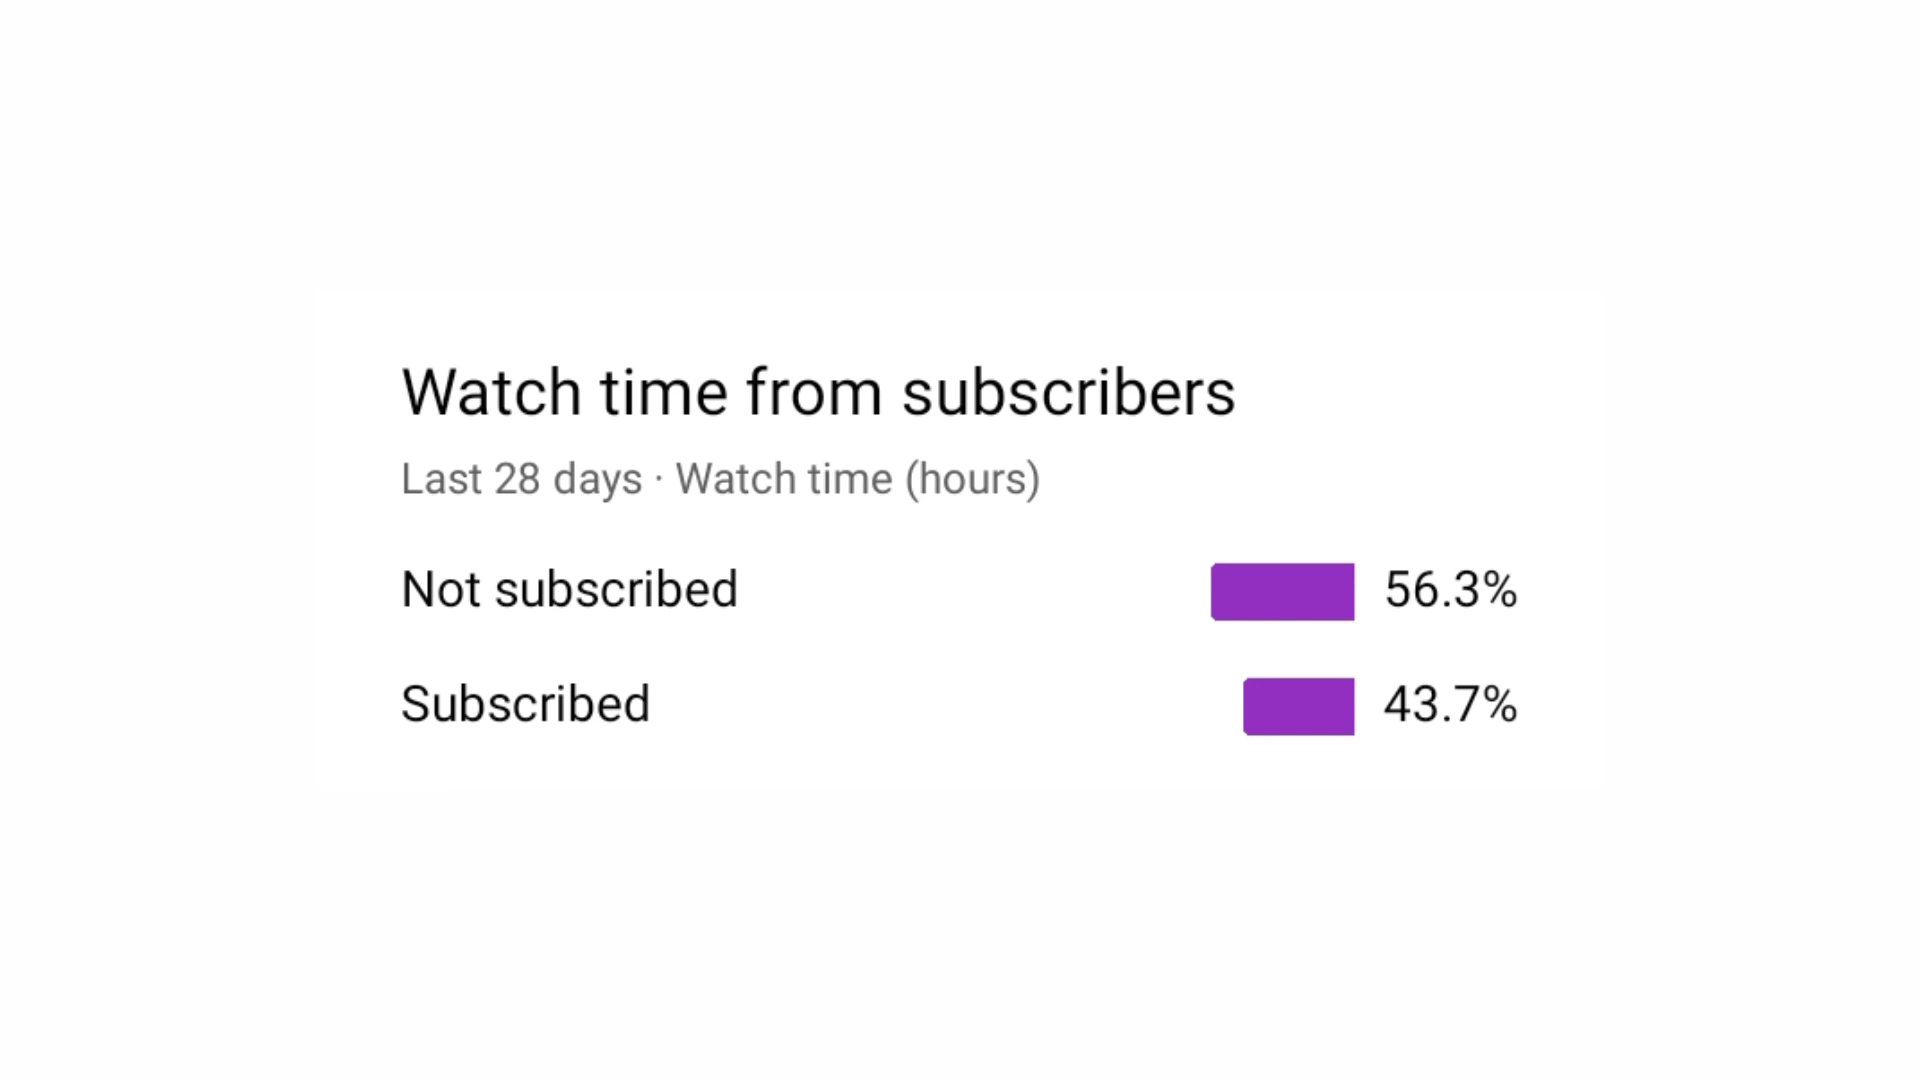 Watch time from subscribers
Last 28 days · Watch time (hours)
Not subscribed 56.3%
Subscribed 43.7%